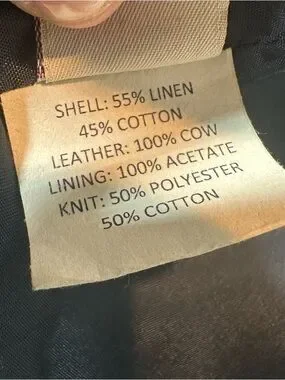 SHELL: 55% LINEN
45% COTTON
LEATHER: 100% COW
LINING: 100% ACETATE
KNIT: 50% POLYESTER
50% COTTON